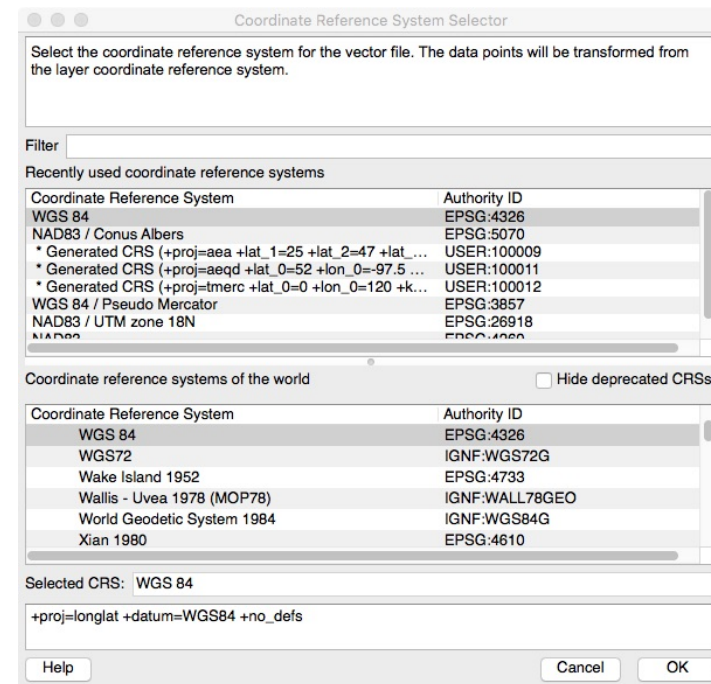 Coordinate Reference System Selector
Select the coordinate reference system for the vector file. The data points will be transformed from
the layer coordinate reference system.
Filter
Recently used coordinate reference systems
Coordinate Reference System Authority ID
WGS 84 EPSG:4326
NAD83 / Conus Albers EPSG:5070
* Generated CRS (+proj=aea +lat_1=25 +lat_2=47 +lat_... USER:100009
* Generated CRS (+proj=aeqd +lat_0=52 +lon_0=-97.5 ... USER:100011
* Generated CRS (+proj=tmerc +lat_0=0 +lon_0=120 +k... USER:100012
WGS 84 / Pseudo Mercator EPSG:3857
NAD83 / UTM zone 18N EPSG:26918
NAD83 EPSG:4269
Coordinate reference systems of the world Hide deprecated CRSs
Coordinate Reference System Authority ID
WGS 84 EPSG:4326
WGS72 IGNF:WGS72G
Wake Island 1952 EPSG:4733
Wallis - Uvea 1978 (MOP78) IGNF:WALL78GEO
World Geodetic System 1984 IGNF:WGS84G
Xian 1980 EPSG:4610
Selected CRS: WGS 84
+proj=longlat +datum=WGS84 +no_defs
Help Cancel OK